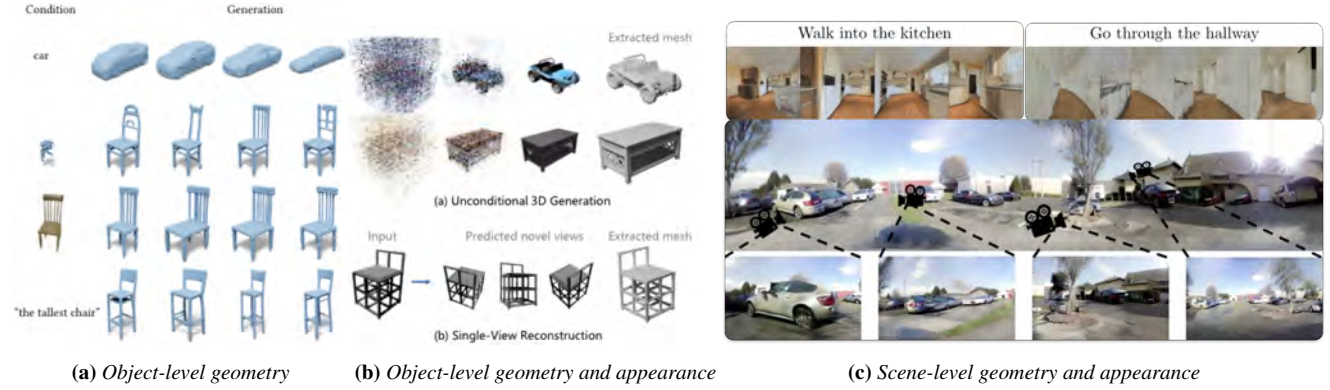 Condition
Generation
car
"the tallest chair"
(a) Object-level geometry
Extracted mesh
(a) Unconditional 3D Generation
Input
Predicted novel views
Extracted mesh
(b) Single-View Reconstruction
(b) Object-level geometry and appearance
Walk into the kitchen
Go through the hallway
(c) Scene-level geometry and appearance